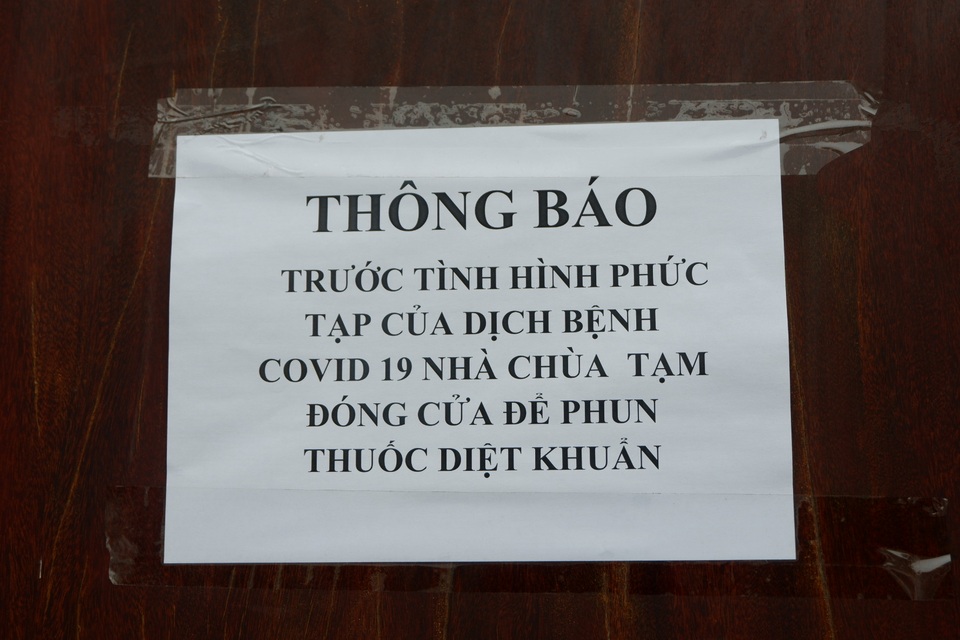 THÔNG BÁO
TRƯỚC TÌNH HÌNH PHỨC
TẠP CỦA DỊCH BỆNH
COVID 19 NHÀ CHÙA TẠM
ĐÓNG CỬA ĐỂ PHUN
THUỐC DIỆT KHUẨN